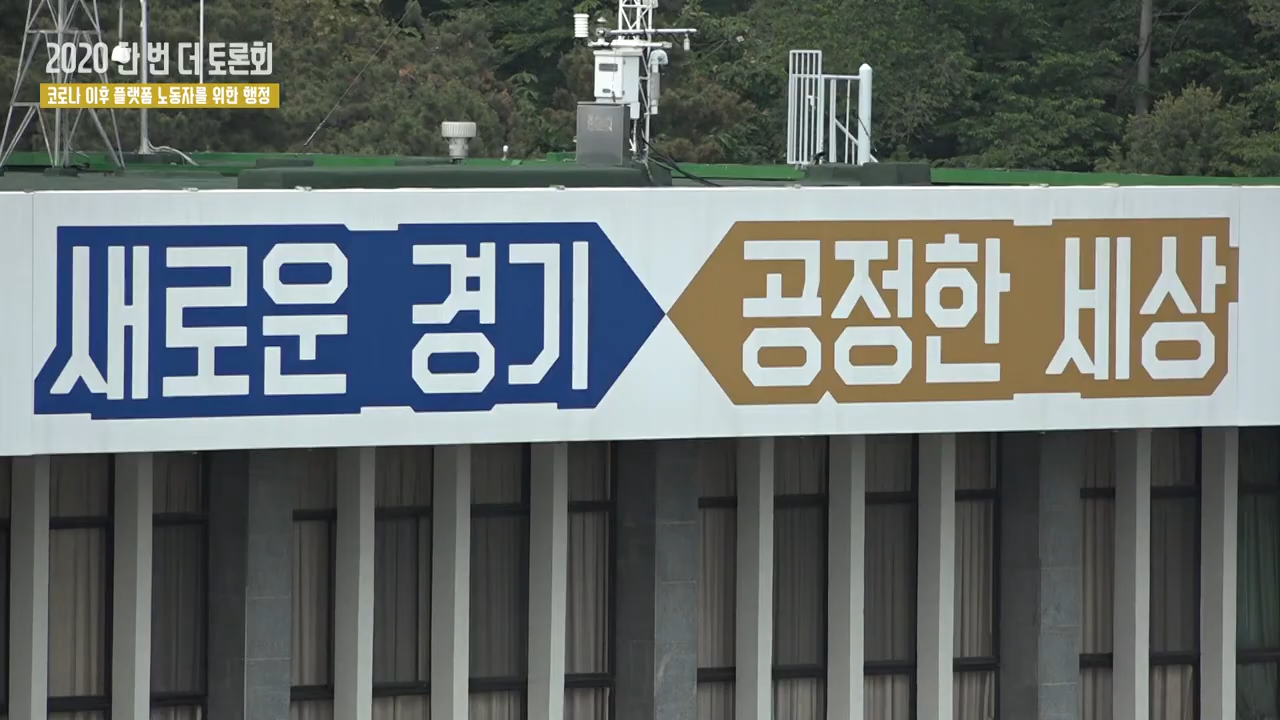 2020 한 번 더 토론회
코로나 이후 플랫폼 노동자를 위한 행정
새로운 경기 공정한 세상